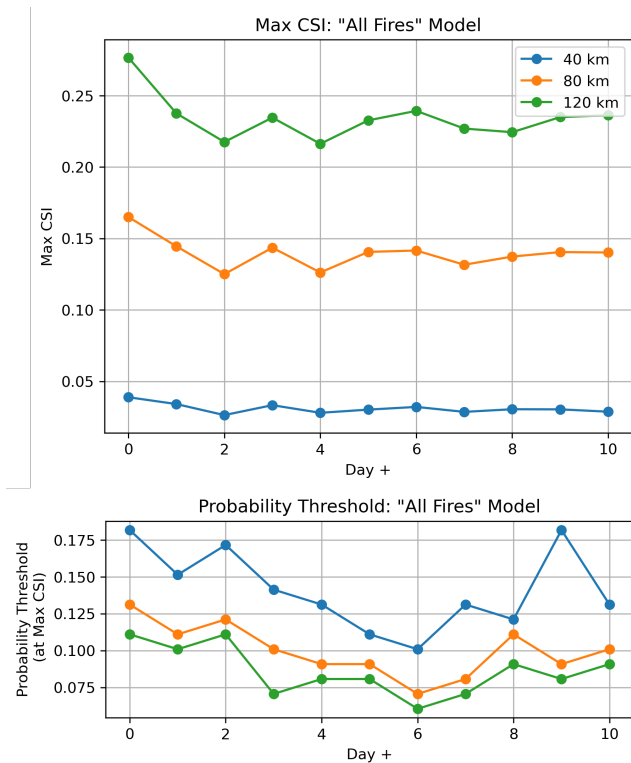 Max CSI: "All Fires" Model
40 km
80 km
120 km
0.25
0.20
0.15
0.10
0.05
Max CSI
0 2 4 6 8 10
Day +
Probability Threshold: "All Fires" Model
0.175
0.150
0.125
0.100
0.075
Probability Threshold
(at Max CSI)
0 2 4 6 8 10
Day +